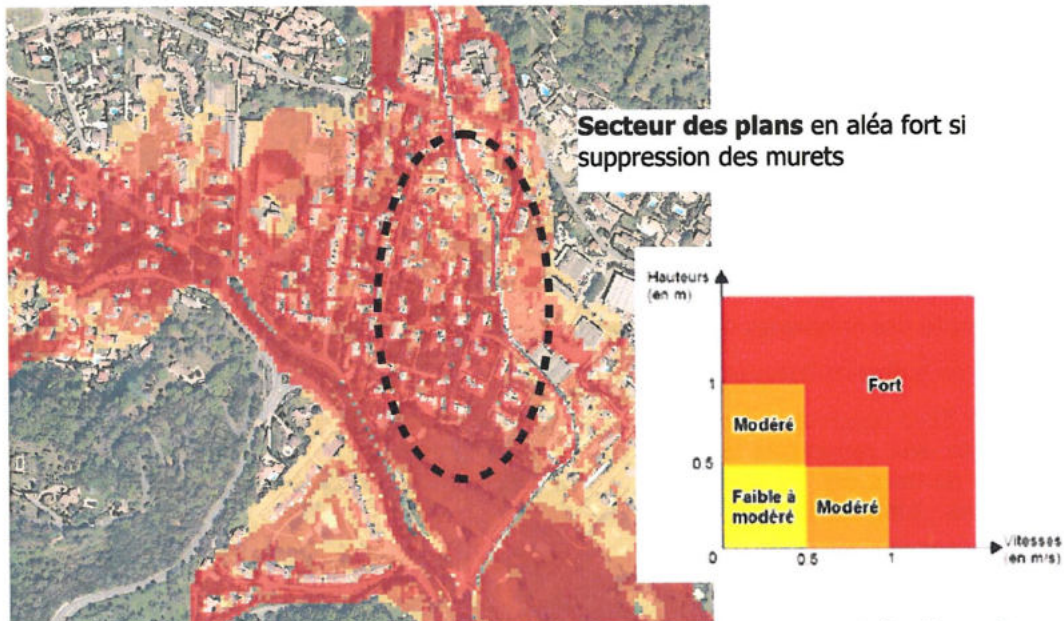 Secteur des plans en aléa fort si
suppression des murets
Hauteurs
(en m)
1
Fort
Modéré
0.5
Faible à
modéré
Modéré
0
0.5
1
Vitesses
(en m/s)